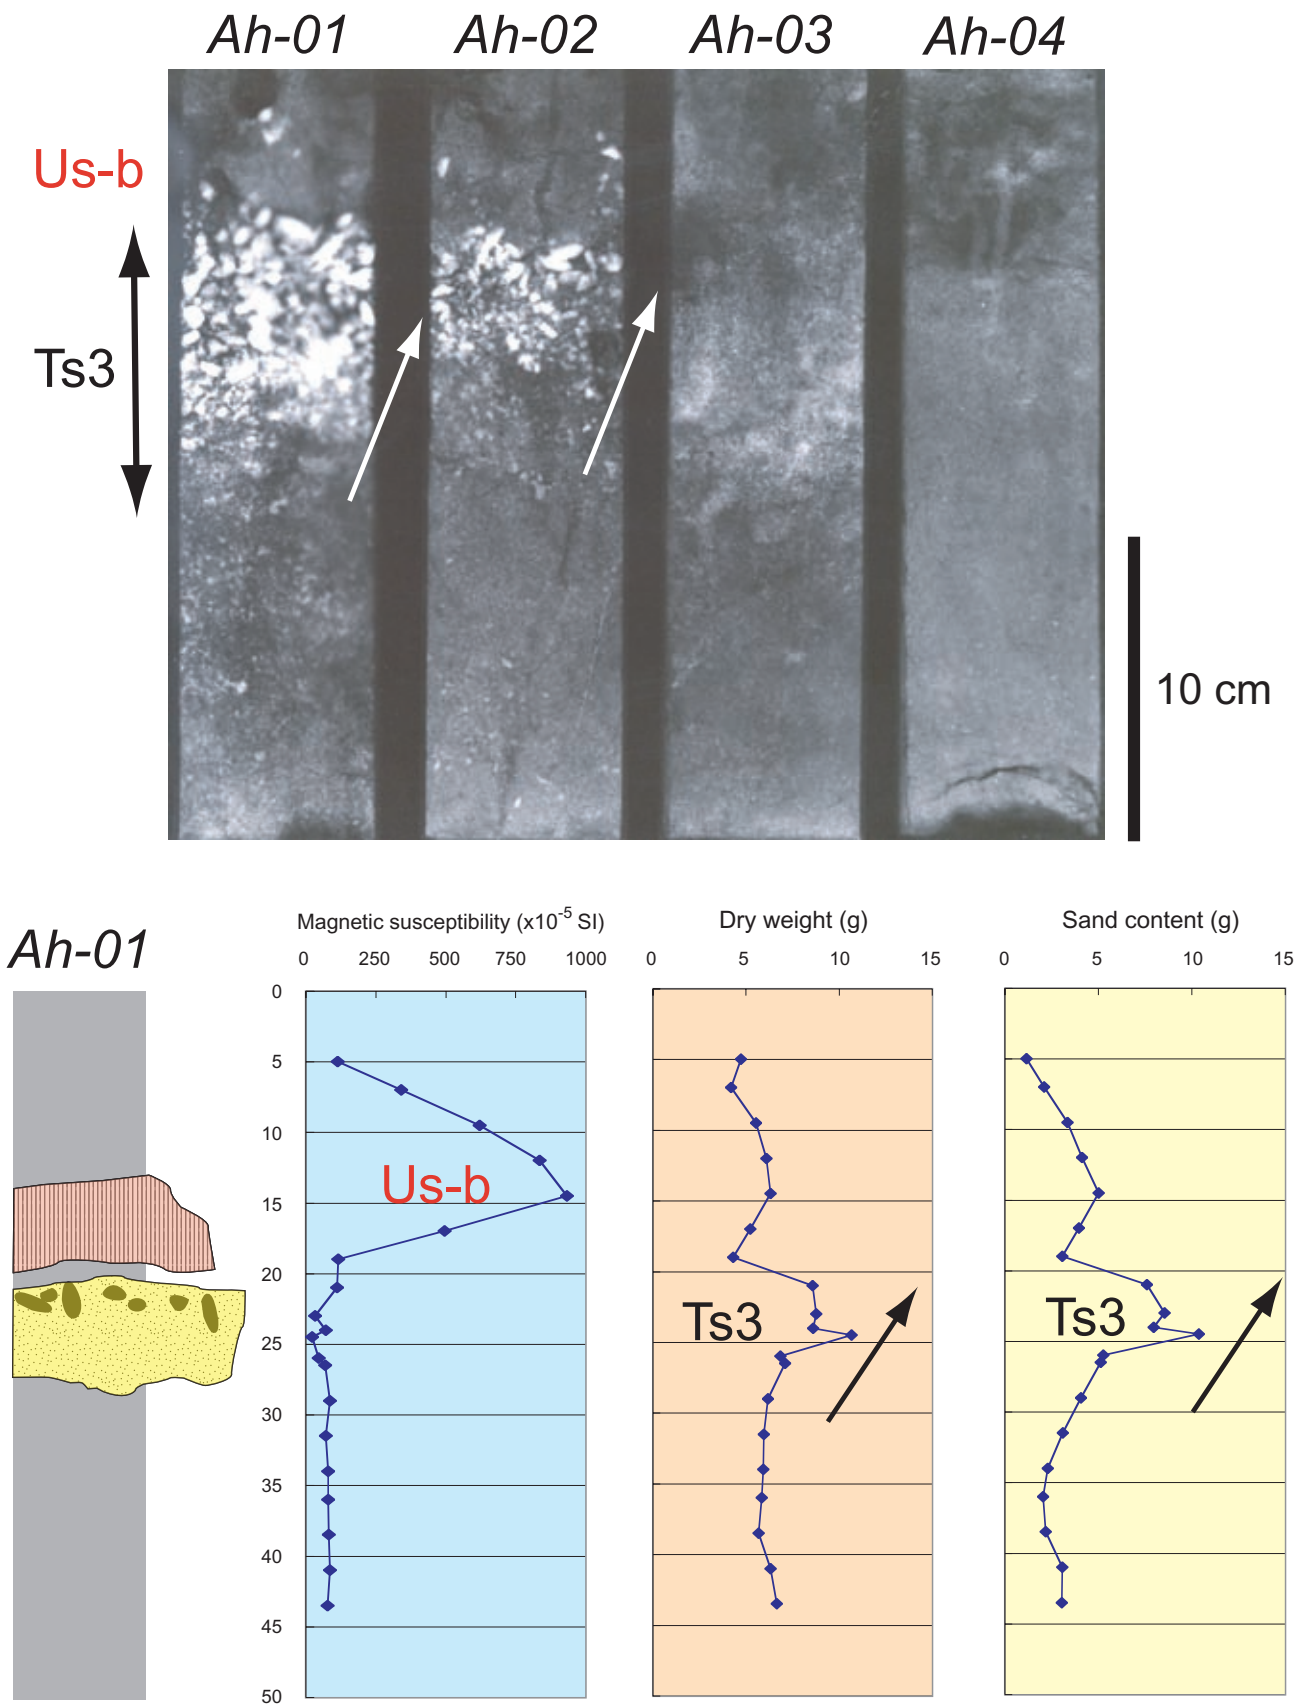 Ah-01 Ah-02 Ah-03 Ah-04
Us-b
Ts3
10 cm
Ah-01
Magnetic susceptibility (x10-5 SI)
0 250 500 750 1000
Dry weight (g)
0 5 10 15
Sand content (g)
0 5 10 15
0
5
10
15
20
25
30
35
40
45
50
Us-b
Ts3
Ts3